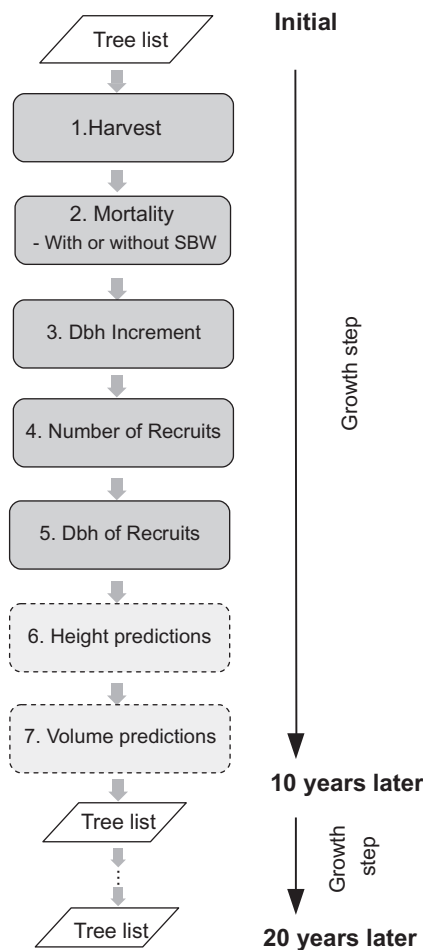 Initial
Tree list
1.Harvest
2. Mortality
- With or without SBW
3. Dbh Increment
Growth step
4. Number of Recruits
5. Dbh of Recruits
6. Height predictions
7. Volume predictions
10 years later
Tree list
Growth
step
Tree list
20 years later